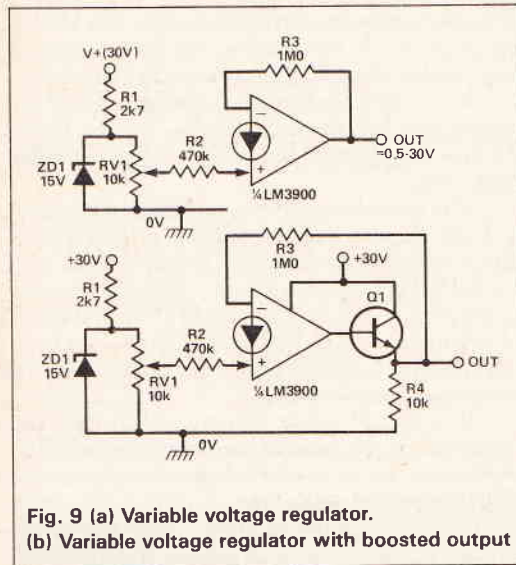 V+(30V)
R1
2k7
ZD1
15V
RV1
10k
R2
470k
R3
1M0
−
+
¼LM3900
OUT
=0,5-30V
0V
+30V
R1
2k7
ZD1
15V
RV1
10k
R2
470k
R3
1M0
−
+
¼LM3900
+30V
Q1
OUT
R4
10k
0V
Fig. 9 (a) Variable voltage regulator.
(b) Variable voltage regulator with boosted output